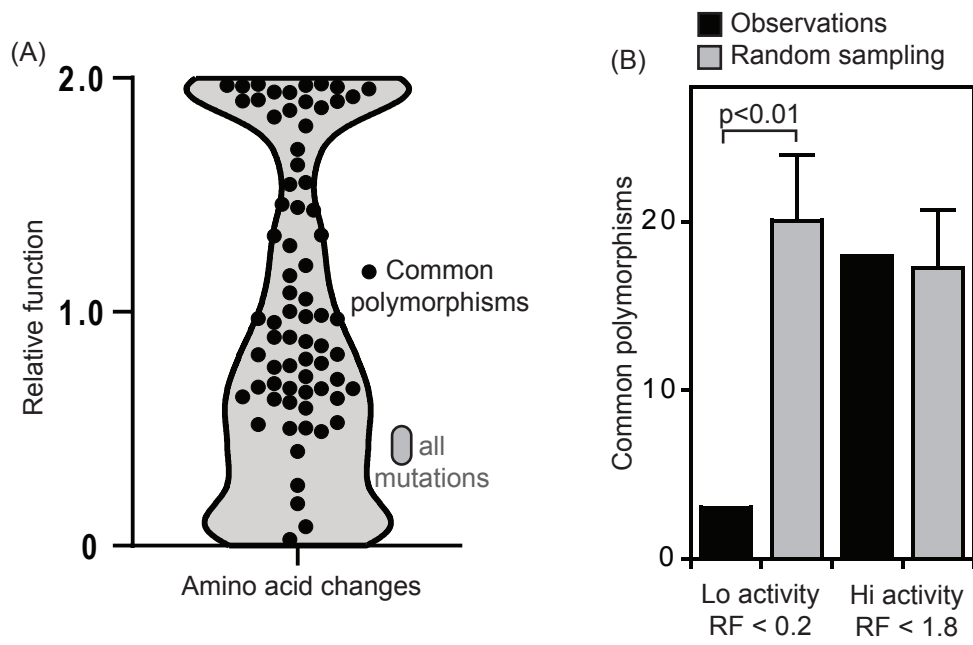 (A)
2.0
1.0
0
Relative function
Common
polymorphisms
all
mutations
Amino acid changes
Observations
Random sampling
(B)
p<0.01
20
10
0
Common polymorphisms
Lo activity
RF < 0.2
Hi activity
RF < 1.8